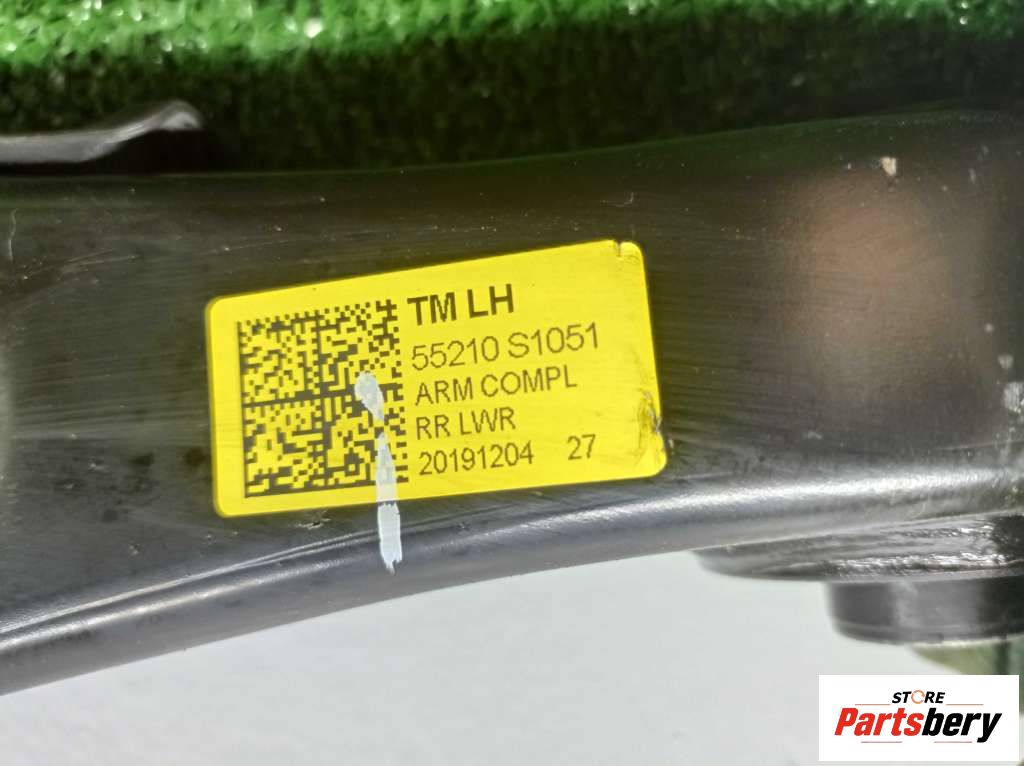 TM LH
55210 S1051
ARM COMPL
RR LWR
20191204 27
STORE
Partsbery